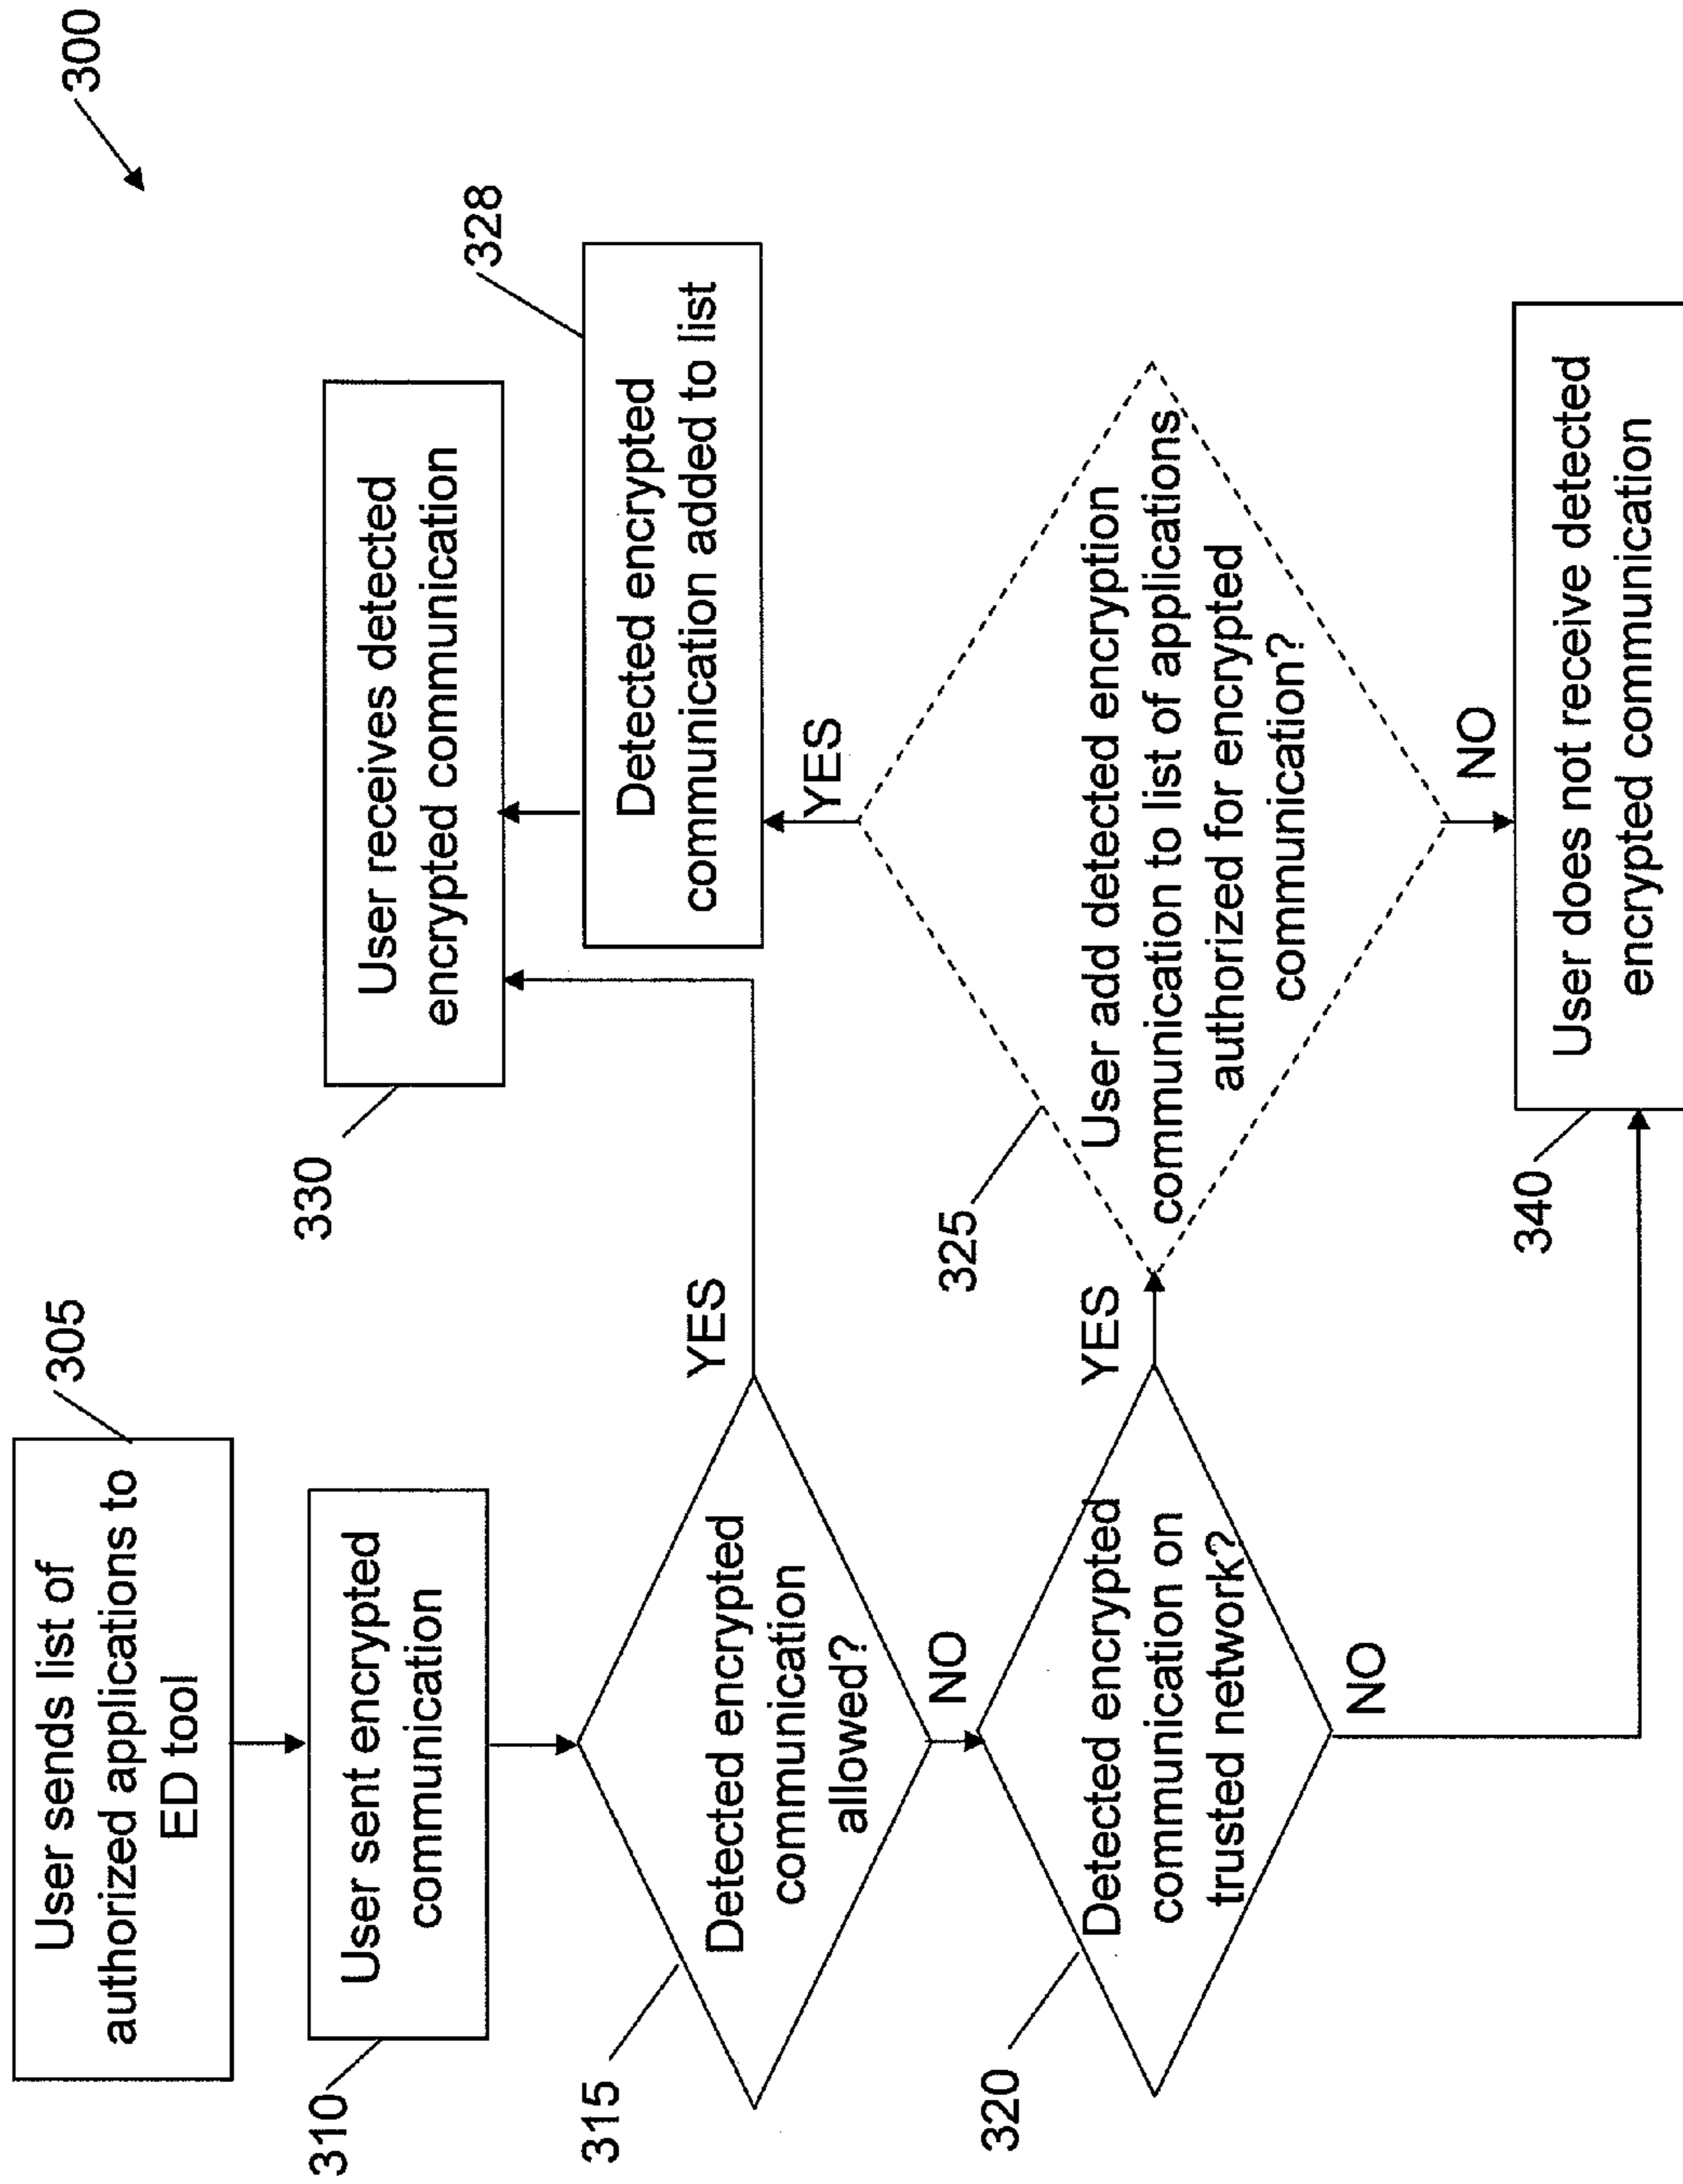 300
305
User sends list of
authorized applications to
ED tool
310
User sent encrypted
communication
315
Detected encrypted
communication
allowed?
YES
NO
320
Detected encrypted
communication on
trusted network?
YES
NO
330
User receives detected
encrypted communication
328
Detected encrypted
communication added to list
YES
325
User add detected encryption
communication to list of applications
authorized for encrypted
communication?
NO
340
User does not receive detected
encrypted communication